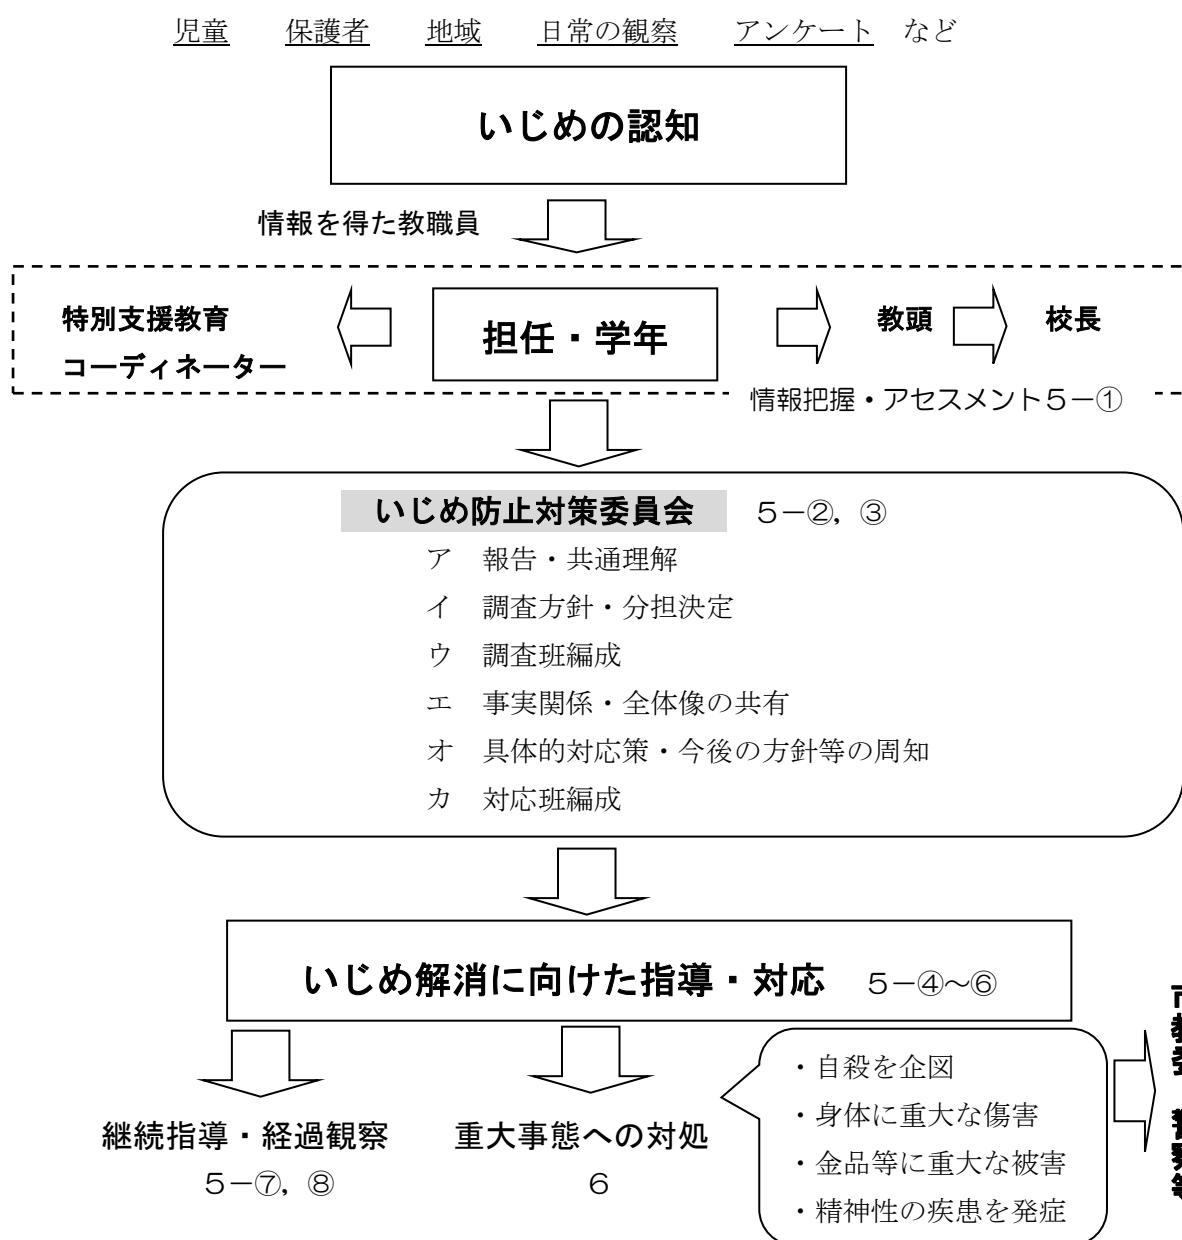 児童　保護者　地域　日常の観察　アンケート　など
いじめの認知
情報を得た教職員
特別支援教育
コーディネーター
担任・学年
教頭
校長
情報把握・アセスメント５－①
いじめ防止対策委員会　５－②，③
ア　報告・共通理解
イ　調査方針・分担決定
ウ　調査班編成
エ　事実関係・全体像の共有
オ　具体的対応策・今後の方針等の周知
カ　対応班編成
いじめ解消に向けた指導・対応　５－④～⑥
継続指導・経過観察
５－⑦，⑧
重大事態への対処
６
・自殺を企図
・身体に重大な傷害
・金品等に重大な被害
・精神性の疾患を発症